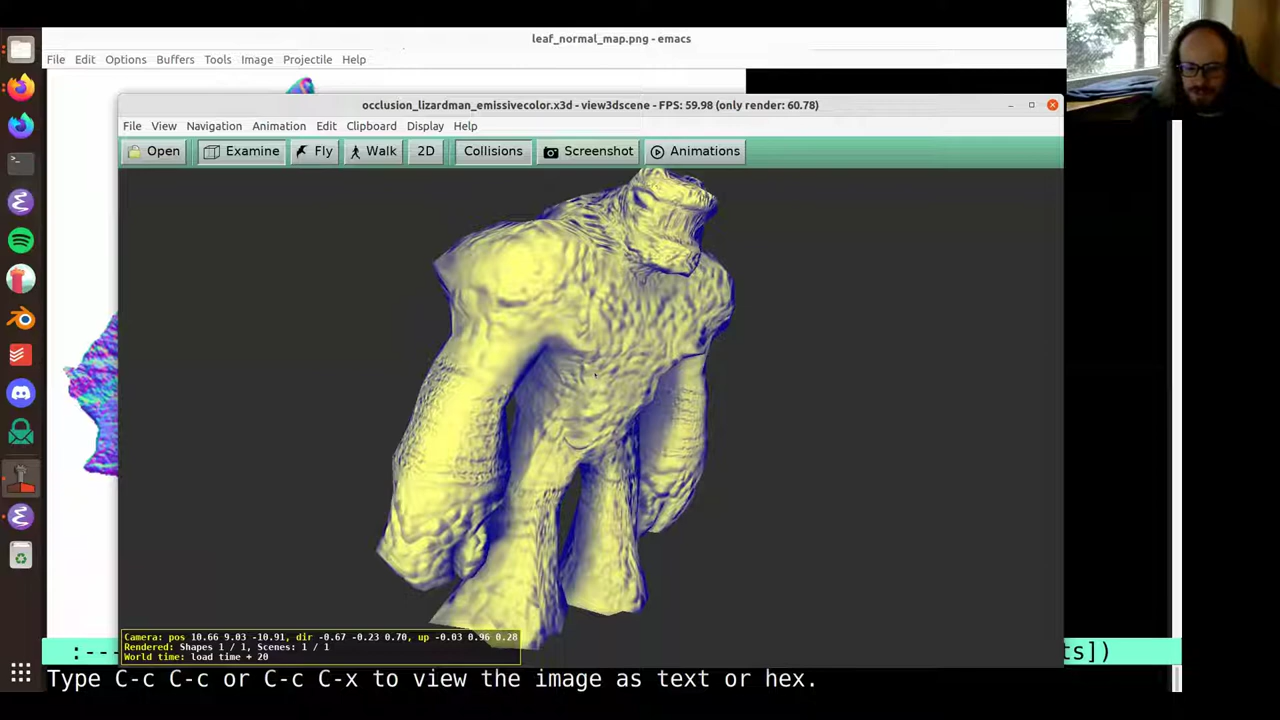 leaf_normal_map.png - emacs
File Edit Options Buffers Tools Image Projectile Help
occlusion_lizardman_emissivecolor.x3d - view3dscene - FPS: 59.98 (only render: 60.78)
File View Navigation Animation Edit Clipboard Display Help
Open Examine Fly Walk 2D Collisions Screenshot Animations
Camera: pos 10.66 9.03 -10.91, dir -0.67 -0.23 0.70, up -0.03 0.96 0.28
Rendered: Shapes 1 / 1, Scenes: 1 / 1
World time: load time + 20
:--- ts])
Type C-c C-c or C-c C-x to view the image as text or hex.